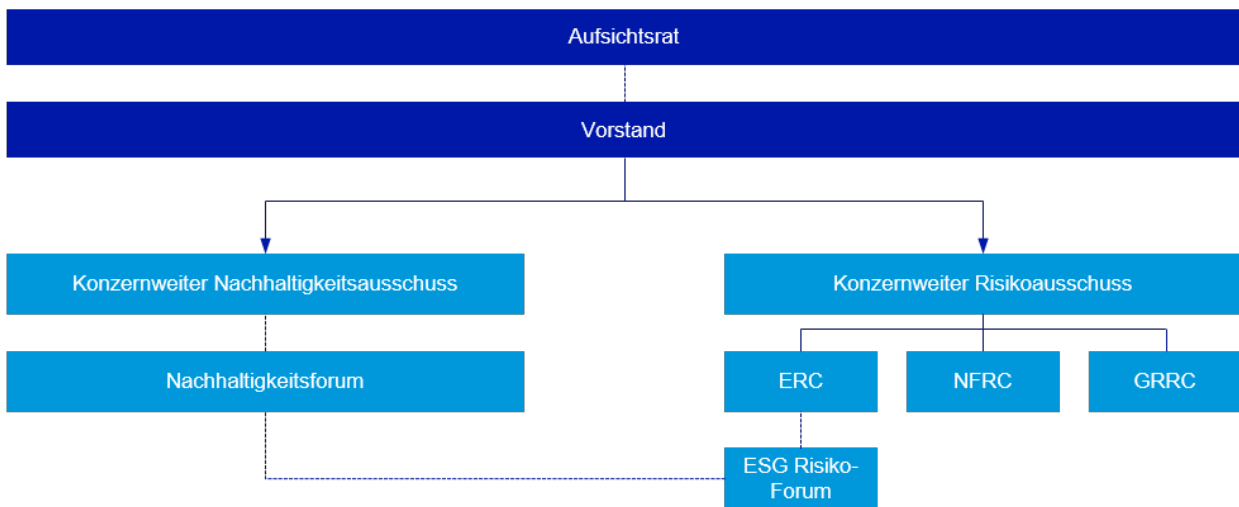 Aufsichtsrat
Vorstand
Konzernweiter Nachhaltigkeitsausschuss
Konzernweiter Risikoausschuss
Nachhaltigkeitsforum
ERC
NFRC
GRRC
ESG Risiko-
Forum